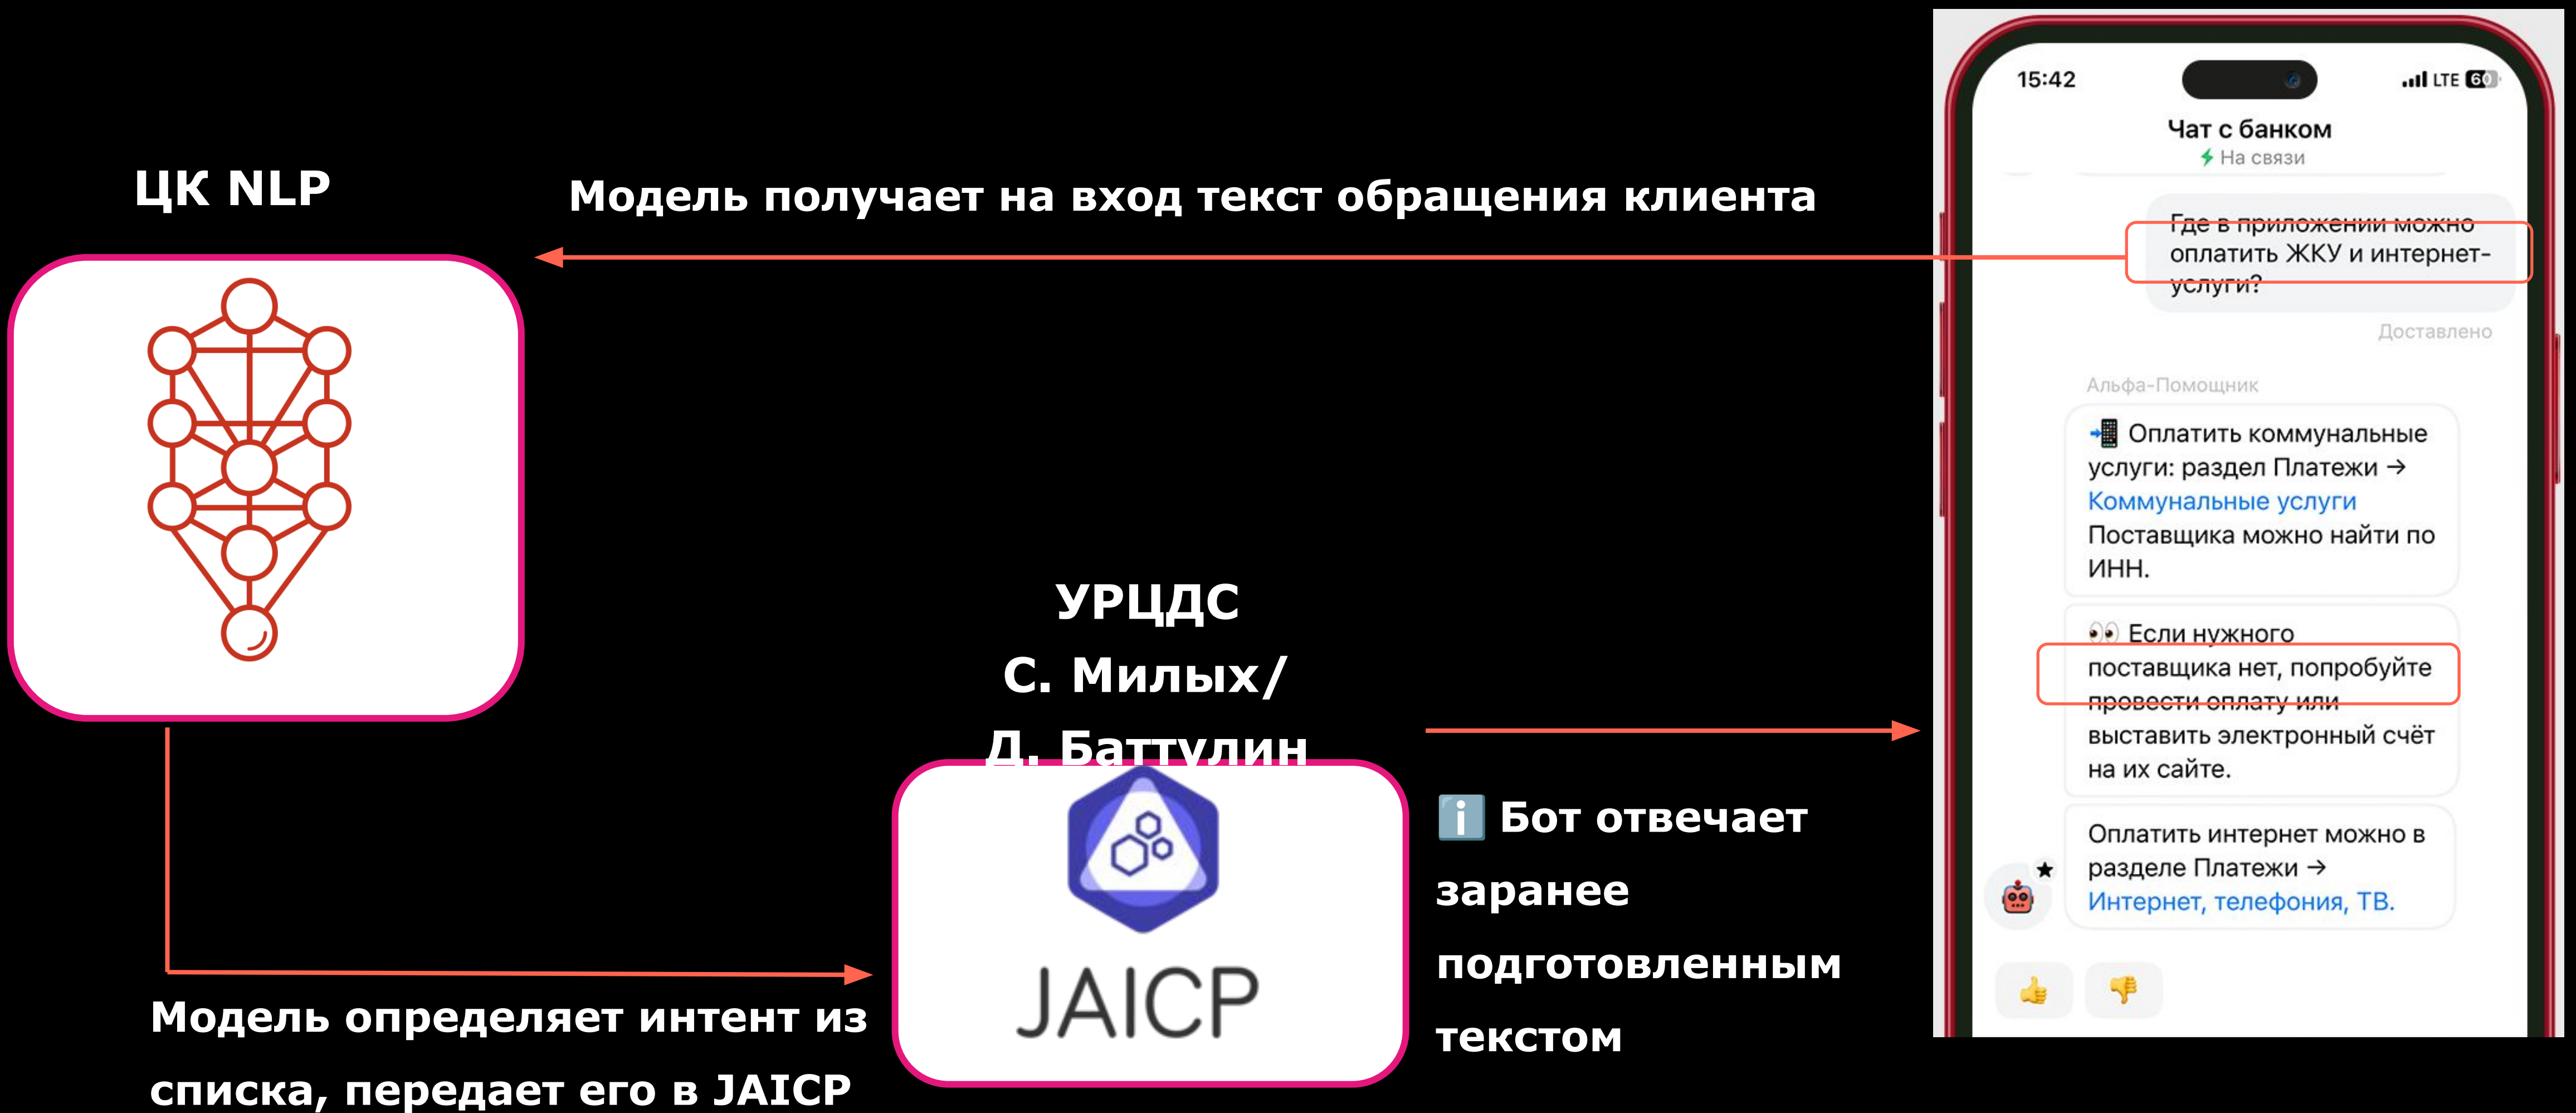 ЦК NLP
Модель получает на вход текст обращения клиента
УРЦДС
С. Милых/
Д. Баттулин
JAICP
Модель определяет интент из
списка, передает его в JAICP
ℹ️ Бот отвечает
заранее
подготовленным
текстом
15:42
LTE 60
Чат с банком
⚡ На связи
Где в приложении можно
оплатить ЖКУ и интернет-
услуги?
Доставлено
Альфа-Помощник
📲 Оплатить коммунальные
услуги: раздел Платежи →
Коммунальные услуги
Поставщика можно найти по
ИНН.
👀 Если нужного
поставщика нет, попробуйте
провести оплату или
выставить электронный счёт
на их сайте.
Оплатить интернет можно в
разделе Платежи →
Интернет, телефония, ТВ.